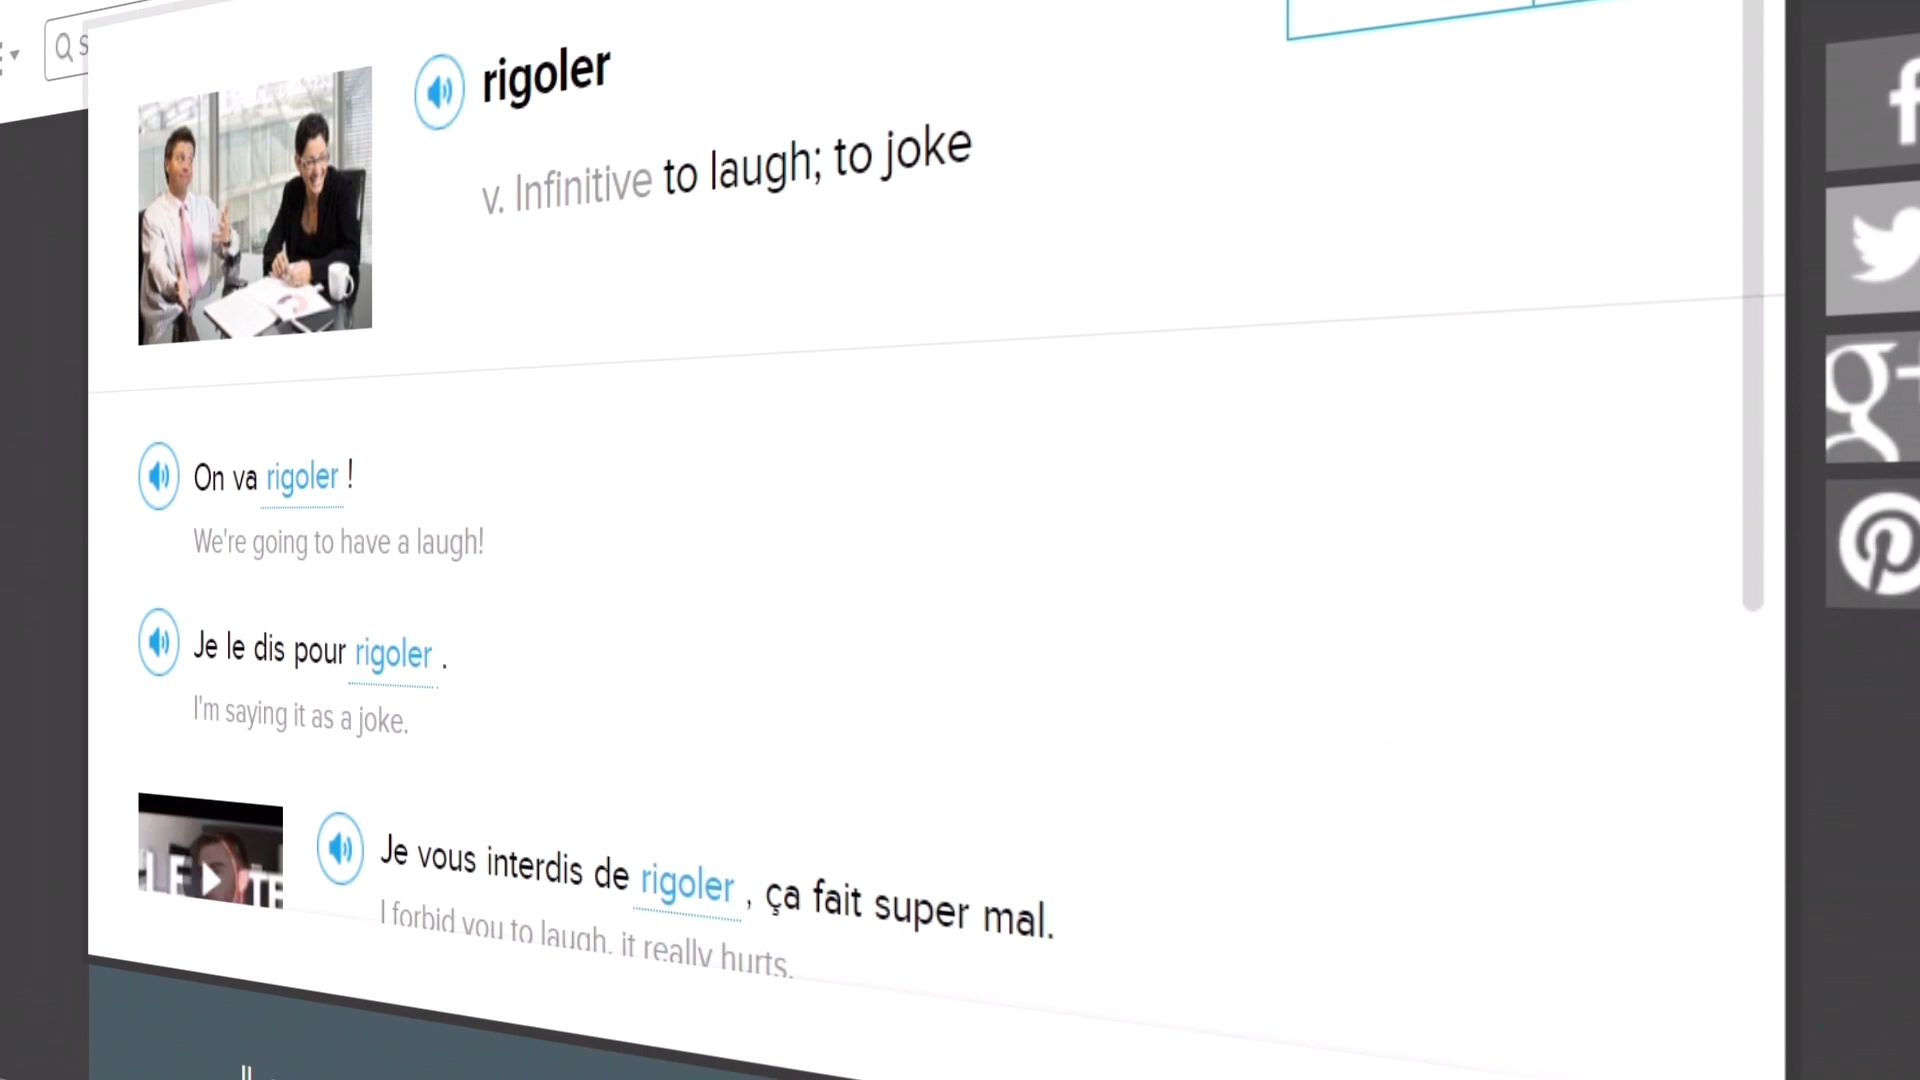 rigoler
v. Infinitive to laugh; to joke
On va rigoler !
We're going to have a laugh!
Je le dis pour rigoler .
I'm saying it as a joke.
Je vous interdis de rigoler , ça fait super mal.
I forbid you to laugh, it really hurts.
LE
TE